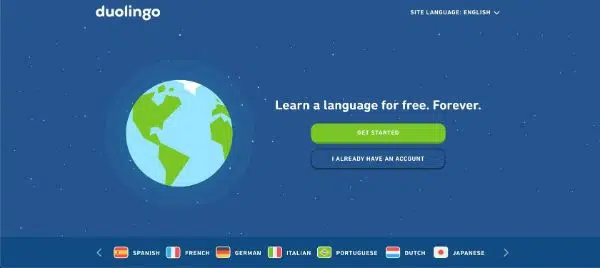 duolingo
SITE LANGUAGE: ENGLISH
Learn a language for free. Forever.
GET STARTED
I ALREADY HAVE AN ACCOUNT
SPANISH FRENCH GERMAN ITALIAN PORTUGUESE DUTCH JAPANESE